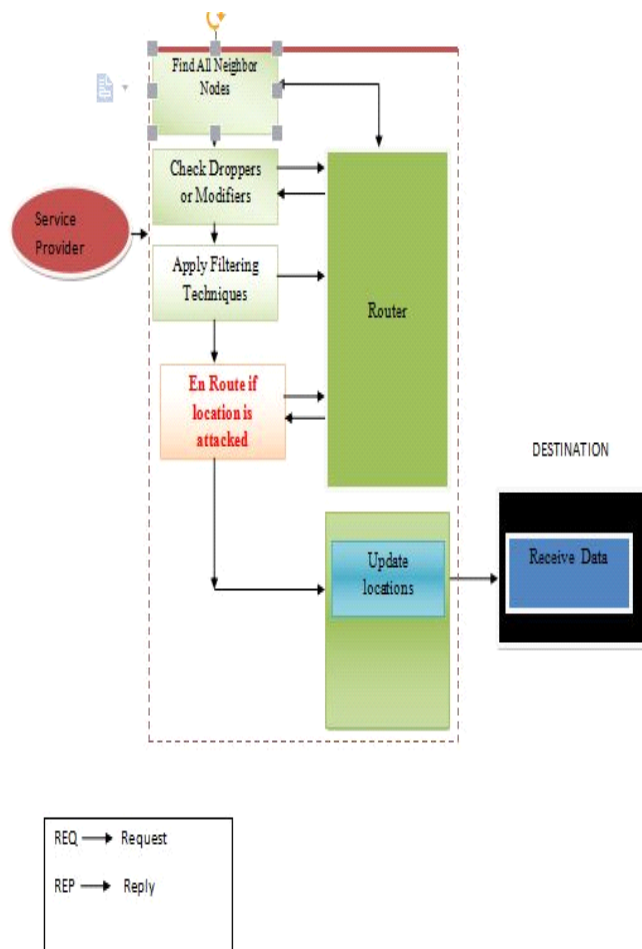 Find All Neighbor
Nodes
Check Droppers
or Modifiers
Service
Provider
Apply Filtering
Techniques
Router
En Route if
location is
attacked
DESTINATION
Update
locations
Receive Data
REQ → Request
REP → Reply